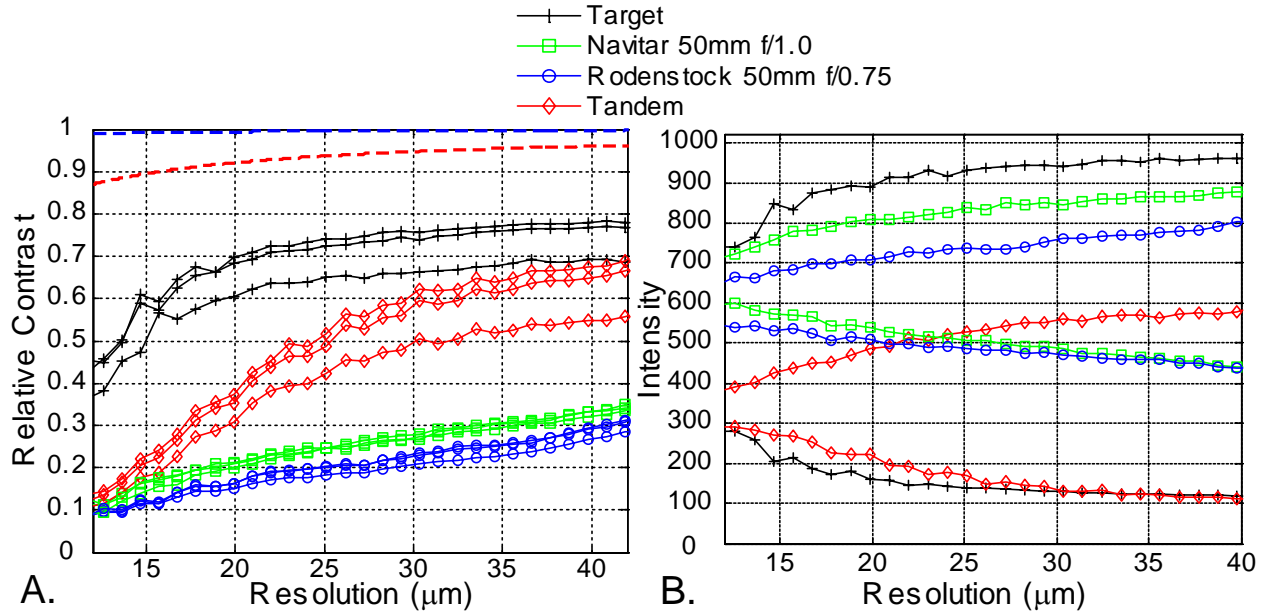 Target
Navitar 50mm f/1.0
Rodenstock 50mm f/0.75
Tandem
1
0.9
0.8
0.7
0.6
0.5
0.4
0.3
0.2
0.1
0
Relative Contrast
15 20 25 30 35 40
Resolution (μm)
A.
1000
900
800
700
600
500
400
300
200
100
0
Intensity
15 20 25 30 35 40
Resolution (μm)
B.